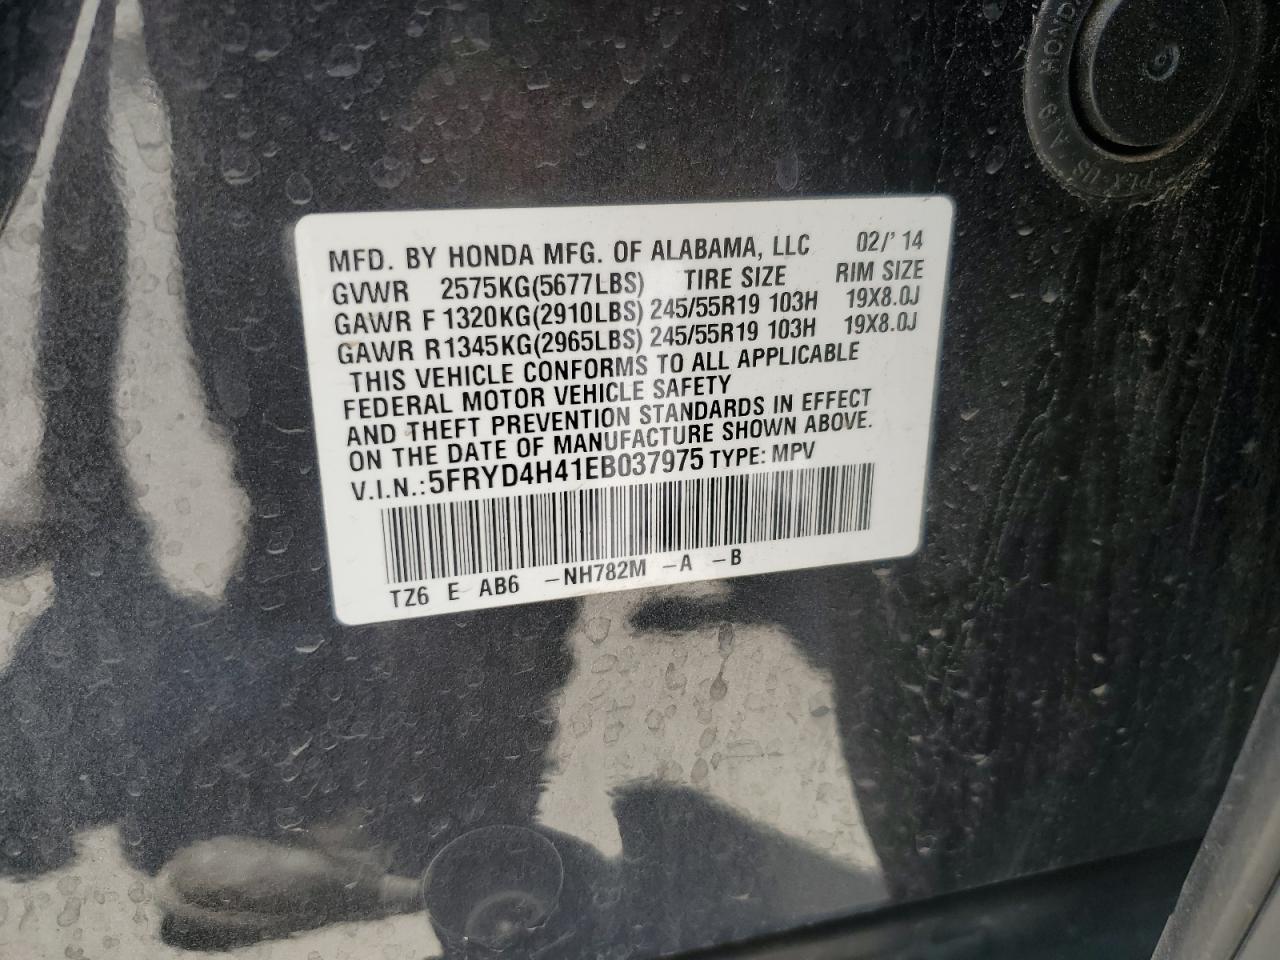 MFD. BY HONDA MFG. OF ALABAMA, LLC 02/' 14
GVWR 2575KG(5677LBS) TIRE SIZE RIM SIZE
GAWR F 1320KG(2910LBS) 245/55R19 103H 19X8.0J
GAWR R1345KG(2965LBS) 245/55R19 103H 19X8.0J
THIS VEHICLE CONFORMS TO ALL APPLICABLE
FEDERAL MOTOR VEHICLE SAFETY
AND THEFT PREVENTION STANDARDS IN EFFECT
ON THE DATE OF MANUFACTURE SHOWN ABOVE.
V.I.N.:5FRYD4H41EB037975 TYPE: MPV
TZ6 E AB6 -NH782M -A -B
HONDA